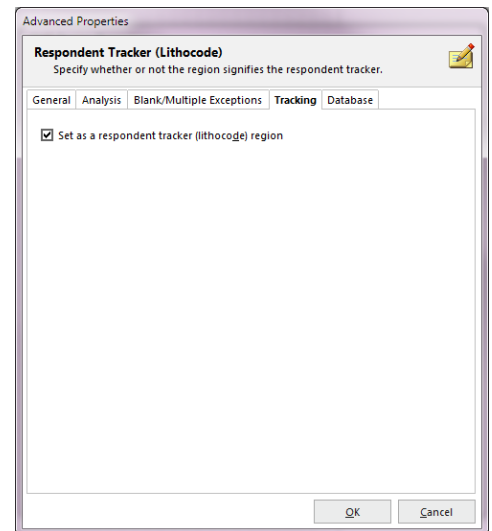 Advanced Properties
Respondent Tracker (Lithocode)
Specify whether or not the region signifies the respondent tracker.
General Analysis Blank/Multiple Exceptions Tracking Database
Set as a respondent tracker (lithocode) region
OK Cancel